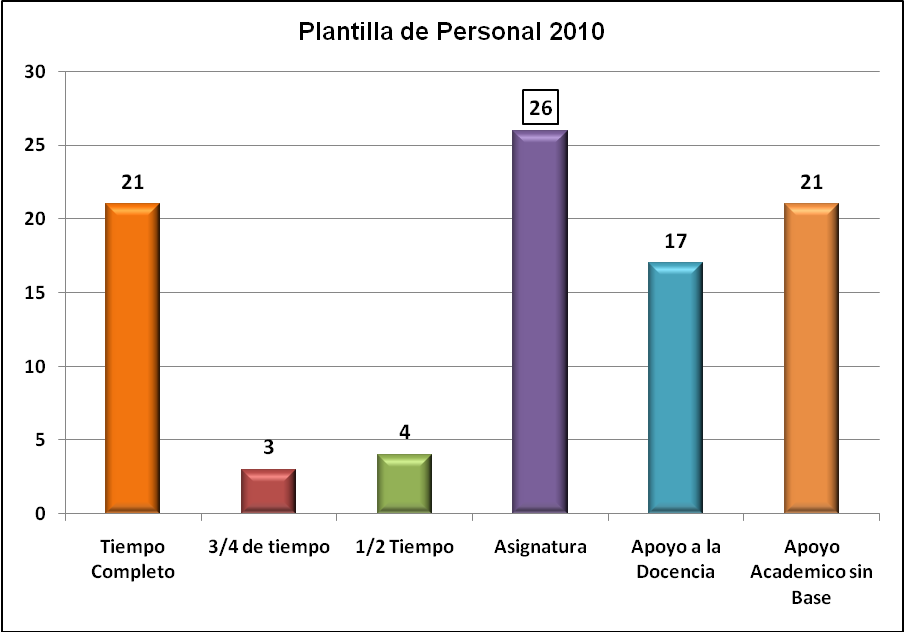 Plantilla de Personal 2010
30
25
20
15
10
5
0
21
3
4
26
17
21
Tiempo
Completo
3/4 de tiempo
1/2 Tiempo
Asignatura
Apoyo a la
Docencia
Apoyo
Academico sin
Base